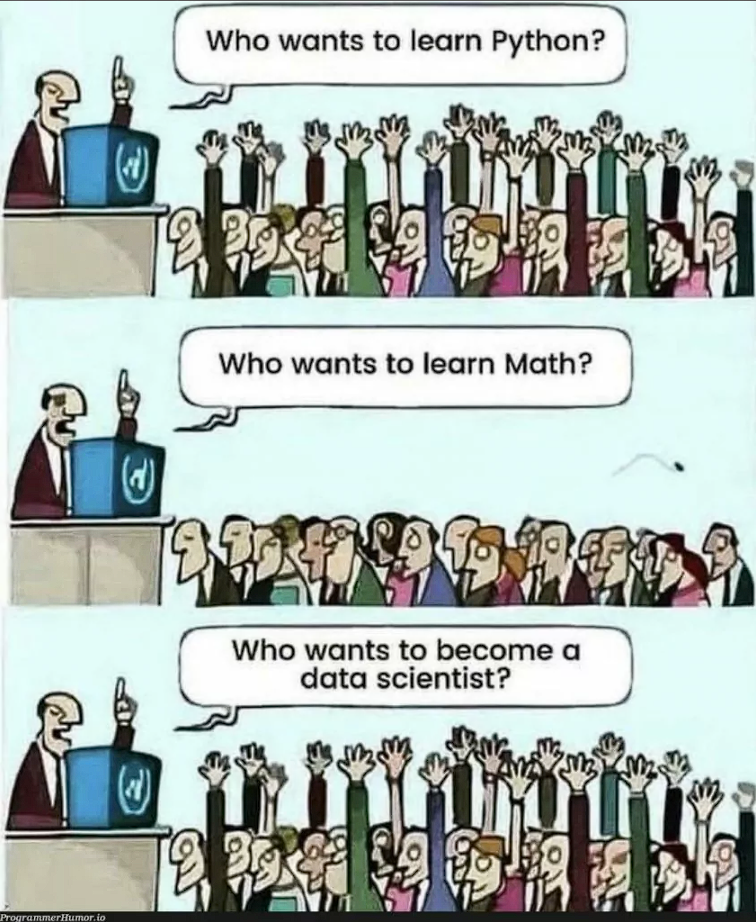 Who wants to learn Python?
Who wants to learn Math?
Who wants to become a
data scientist?
ProgrammerHumor.io